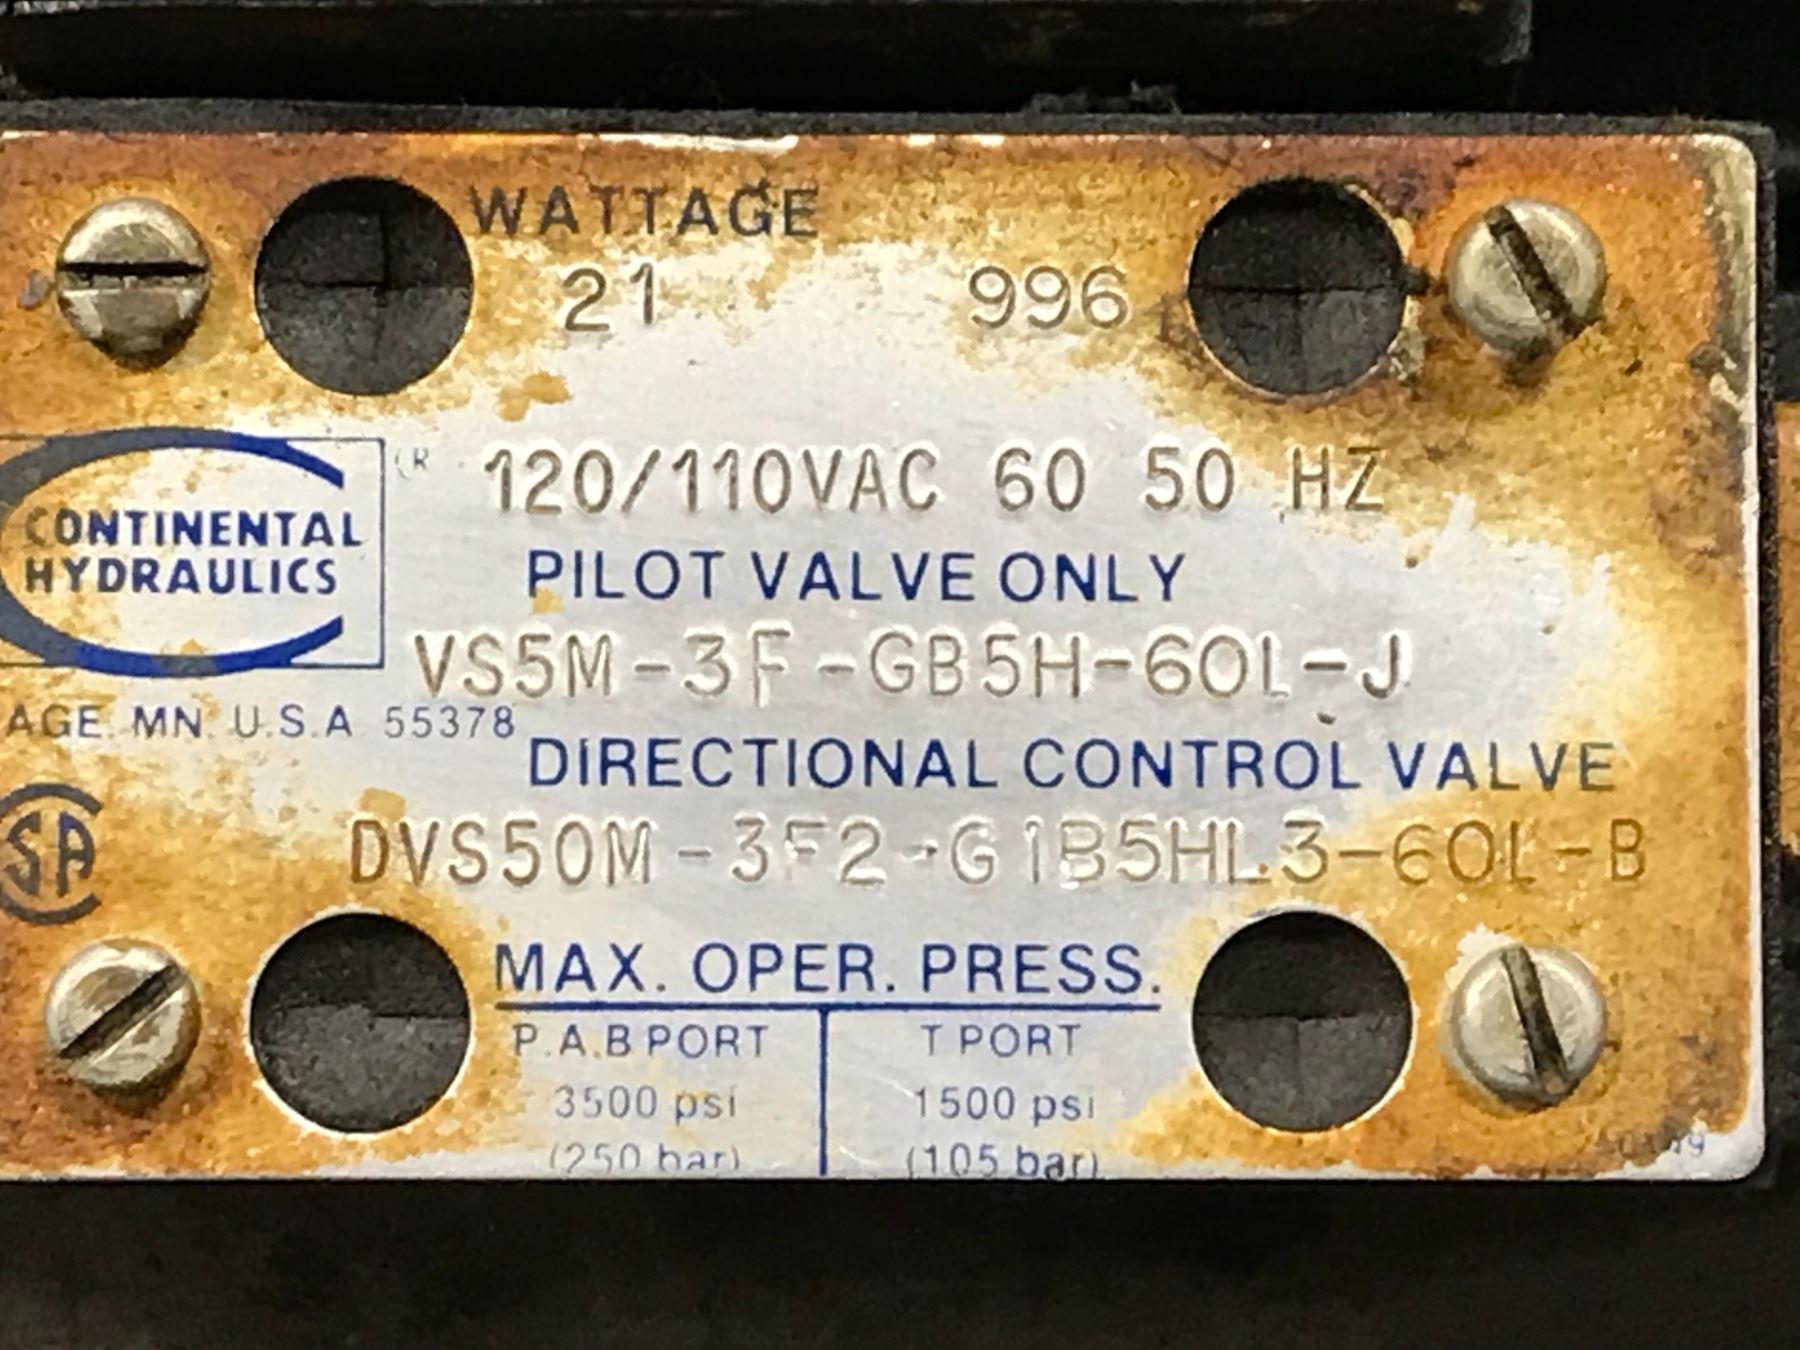 WATTAGE
21 996
120/110VAC 60 50 HZ
CONTINENTAL
HYDRAULICS
R
PILOT VALVE ONLY
VS5M-3F-GB5H-60L-J
AGE. MN. U.S.A 55378
DIRECTIONAL CONTROL VALVE
SA
DVS50M-3F2-G1B5HL3-60L-B
MAX. OPER. PRESS.
P.A.B PORT T PORT
3500 psi 1500 psi
(250 bar) (105 bar)